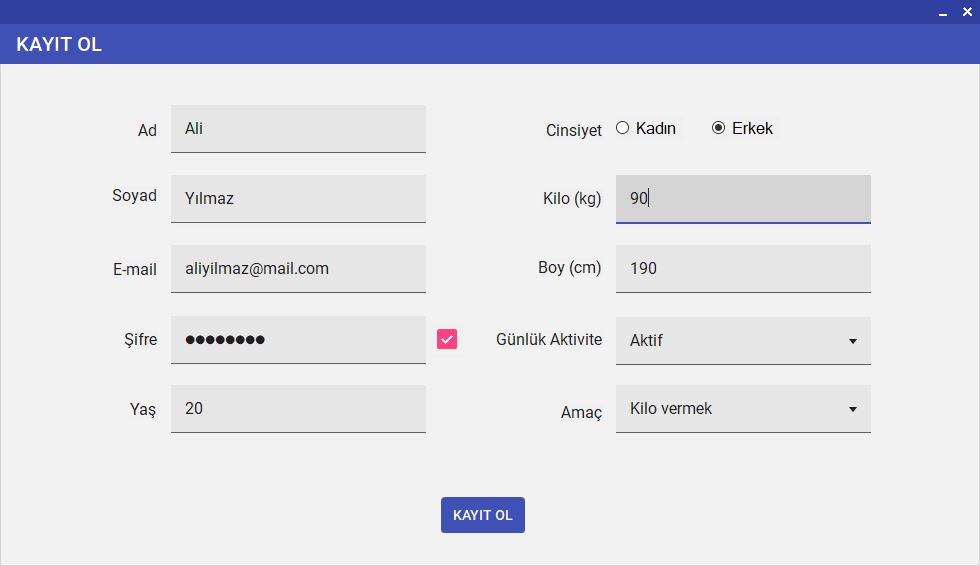 KAYIT OL
Ad Ali
Soyad Yılmaz
E-mail aliyilmaz@mail.com
Şifre ●●●●●●●●
Yaş 20
Cinsiyet Kadın Erkek
Kilo (kg) 90
Boy (cm) 190
Günlük Aktivite Aktif
Amaç Kilo vermek
KAYIT OL